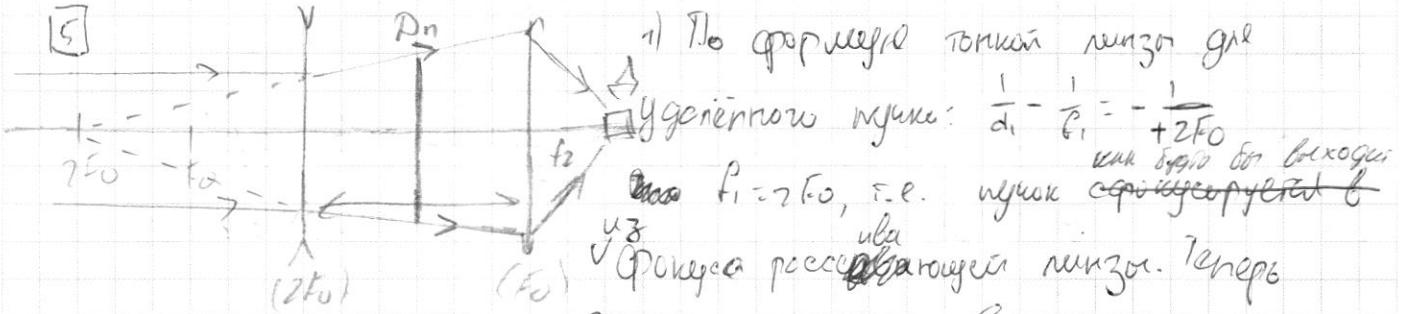 5
Dп
1) По формуле тонкой линзы для
удалённого пучка: 1/d₁ - 1/f₁ = - 1/+2F₀
как будто бы выходит
f₁ = 2F₀, т.е. пучок сфокусируется в
из
фокуса рассеивающей линзы. Теперь
2F₀ F₀ f₂
(2F₀) (F₀)